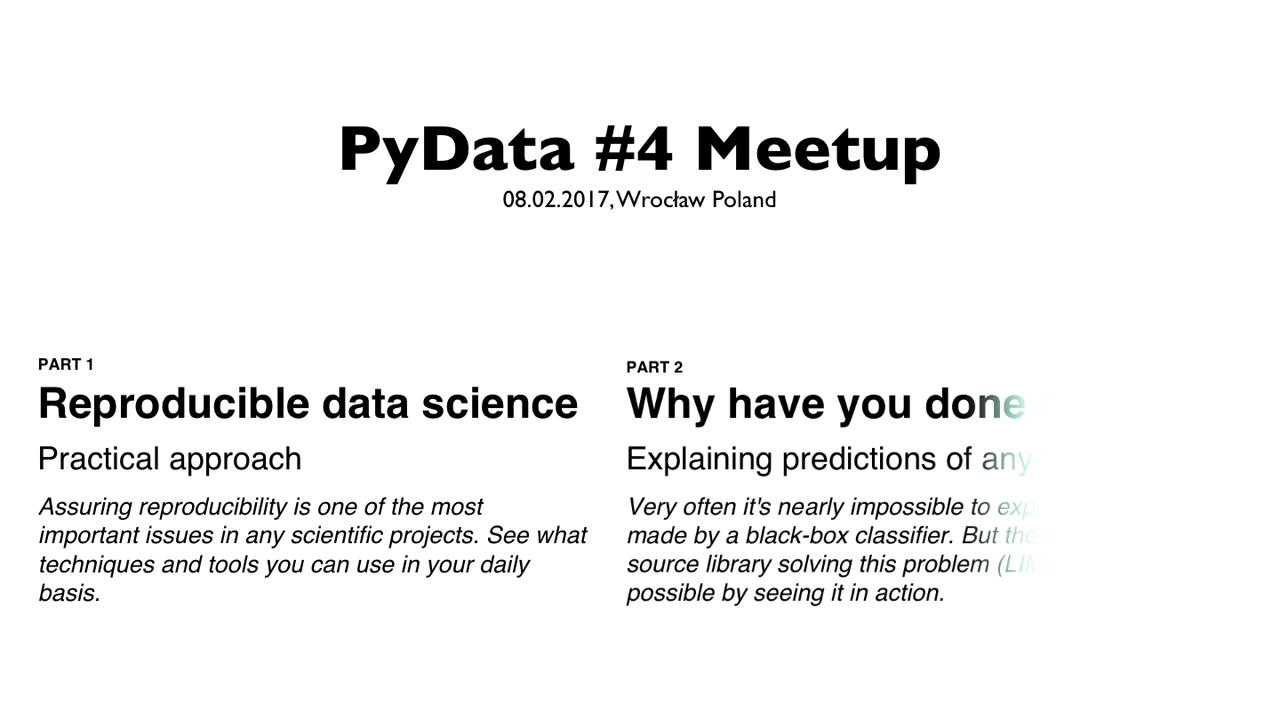 PyData #4 Meetup
08.02.2017, Wrocław Poland
PART 1
Reproducible data science
Practical approach
Assuring reproducibility is one of the most
important issues in any scientific projects. See what
techniques and tools you can use in your daily
basis.
PART 2
Why have you done
Explaining predictions of any
Very often it's nearly impossible to
made by a black-box classifier. But
source library solving this problem
possible by seeing it in action.